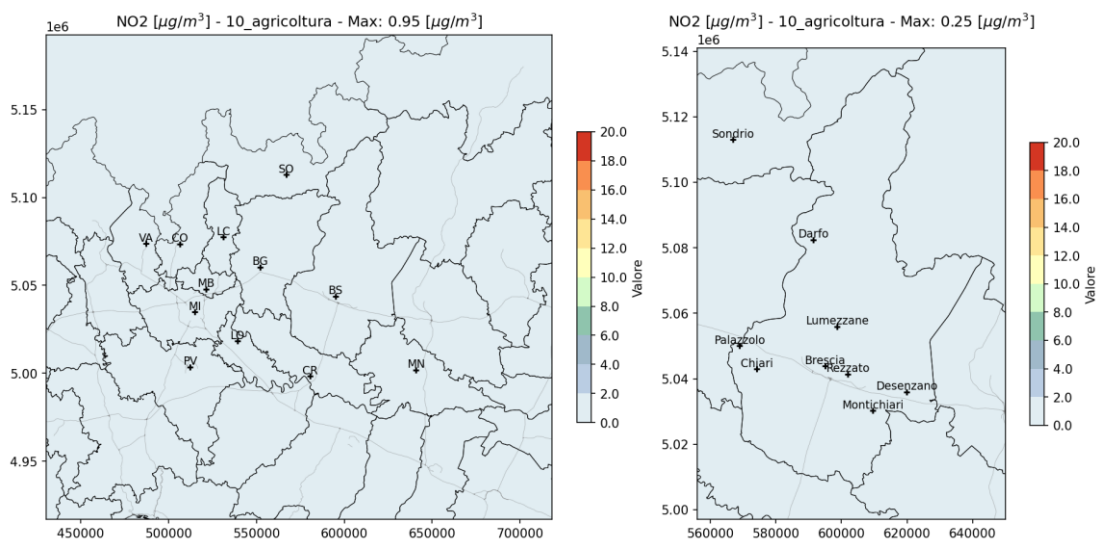 NO2 [μg/m³] - 10_agricoltura - Max: 0.95 [μg/m³]
1e6
5.15
5.10
5.05
5.00
4.95
450000 500000 550000 600000 650000 700000
SO
VA CO LC
BG
MB
BS
MI
LO
PV
CR
MN
20.0
18.0
16.0
14.0
12.0
10.0
8.0
6.0
4.0
2.0
0.0
Valore
NO2 [μg/m³] - 10_agricoltura - Max: 0.25 [μg/m³]
1e6
5.14
5.12
5.10
5.08
5.06
5.04
5.02
5.00
560000 580000 600000 620000 640000
Sondrio
Darfo
Lumezzane
Palazzolo
Chiari
Brescia
Rezzato
Desenzano
Montichiari
20.0
18.0
16.0
14.0
12.0
10.0
8.0
6.0
4.0
2.0
0.0
Valore